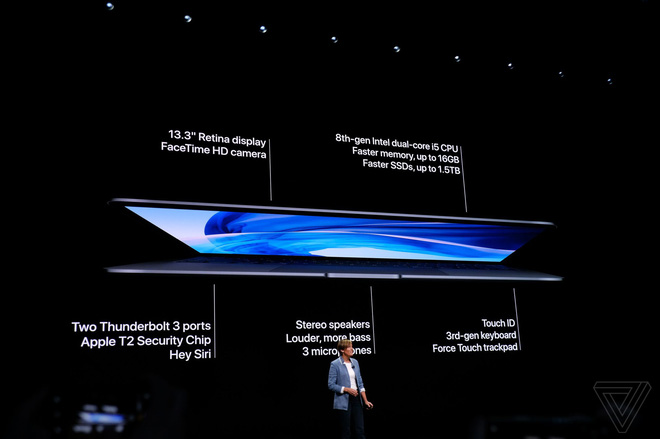 13.3" Retina display
FaceTime HD camera
8th-gen Intel dual-core i5 CPU
Faster memory, up to 16GB
Faster SSDs, up to 1.5TB
Two Thunderbolt 3 ports
Apple T2 Security Chip
Hey Siri
Stereo speakers
Louder, more bass
3
Touch ID
3rd-gen keyboard
Force Touch trackpad